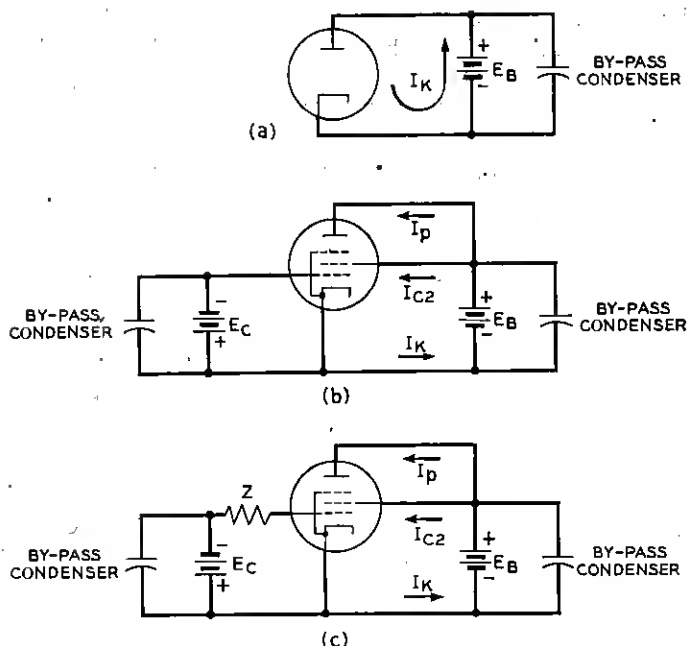 +
I_K
E_B
-
BY-PASS
CONDENSER
(a)
I_p
I_C2
BY-PASS
CONDENSER
-
E_C
+
+
E_B
-
BY-PASS
CONDENSER
I_K
(b)
I_p
Z
I_C2
BY-PASS
CONDENSER
-
E_C
+
+
E_B
-
BY-PASS
CONDENSER
I_K
(c)